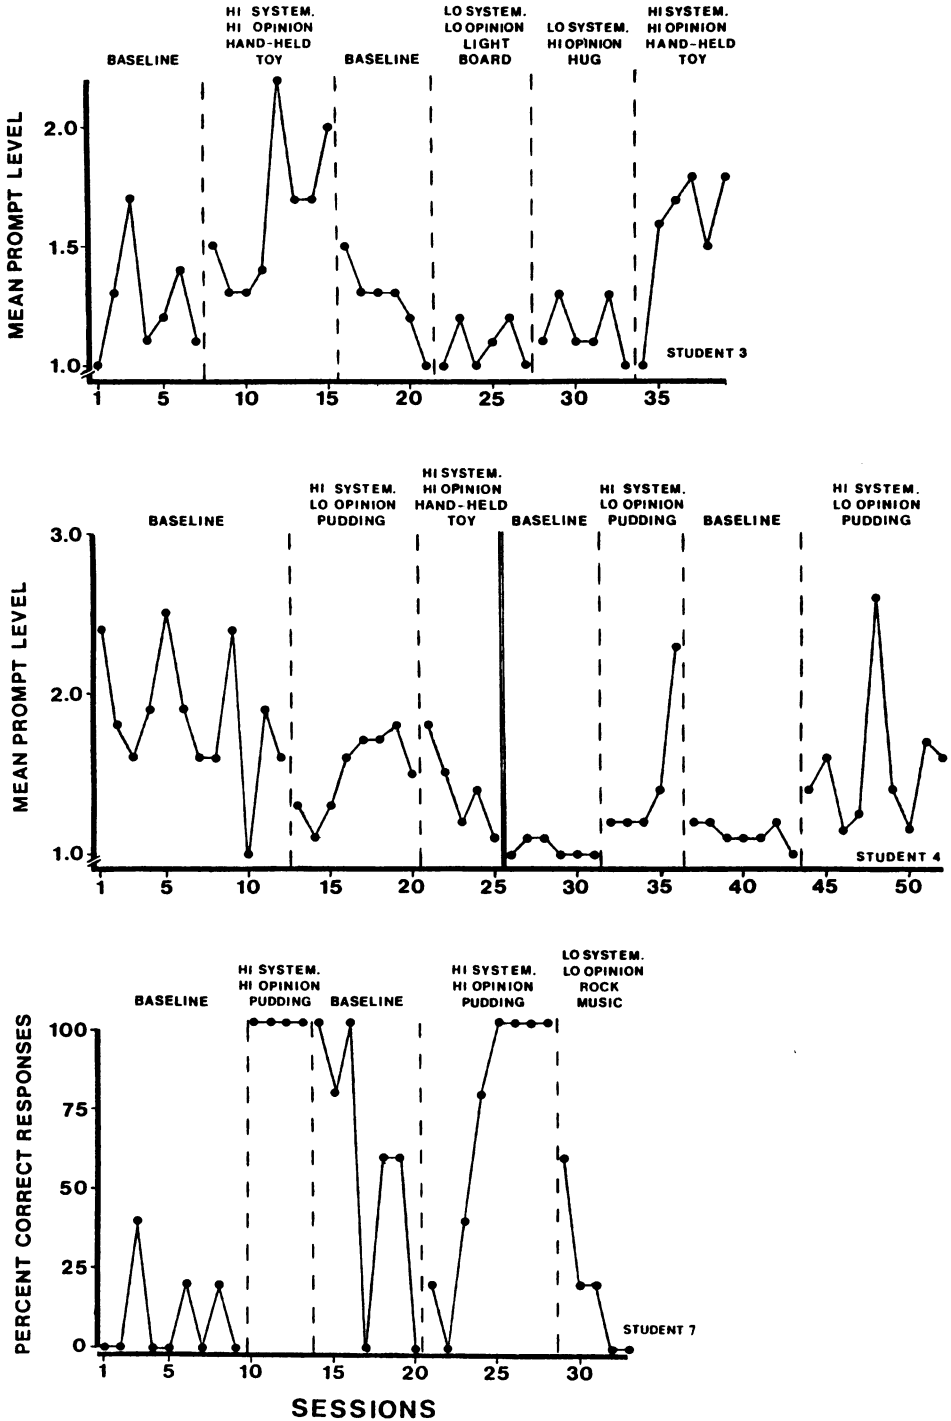 HI SYSTEM.
HI OPINION
HAND-HELD
TOY
LO SYSTEM.
LO OPINION
LIGHT
BOARD
LO SYSTEM.
HI OPINION
HUG
HI SYSTEM.
HI OPINION
HAND-HELD
TOY
BASELINE
BASELINE
MEAN PROMPT LEVEL
2.0
1.5
1.0
STUDENT 3
1 5 10 15 20 25 30 35
HI SYSTEM.
LO OPINION
PUDDING
HI SYSTEM.
HI OPINION
HAND-HELD
TOY
HI SYSTEM.
LO OPINION
PUDDING
HI SYSTEM.
LO OPINION
PUDDING
BASELINE
BASELINE
BASELINE
MEAN PROMPT LEVEL
3.0
2.0
1.0
STUDENT 4
1 5 10 15 20 25 30 35 40 45 50
HI SYSTEM.
HI OPINION
PUDDING
HI SYSTEM.
HI OPINION
PUDDING
LO SYSTEM.
LO OPINION
ROCK
MUSIC
BASELINE
BASELINE
PERCENT CORRECT RESPONSES
100
75
50
25
0
STUDENT 7
1 5 10 15 20 25 30
SESSIONS